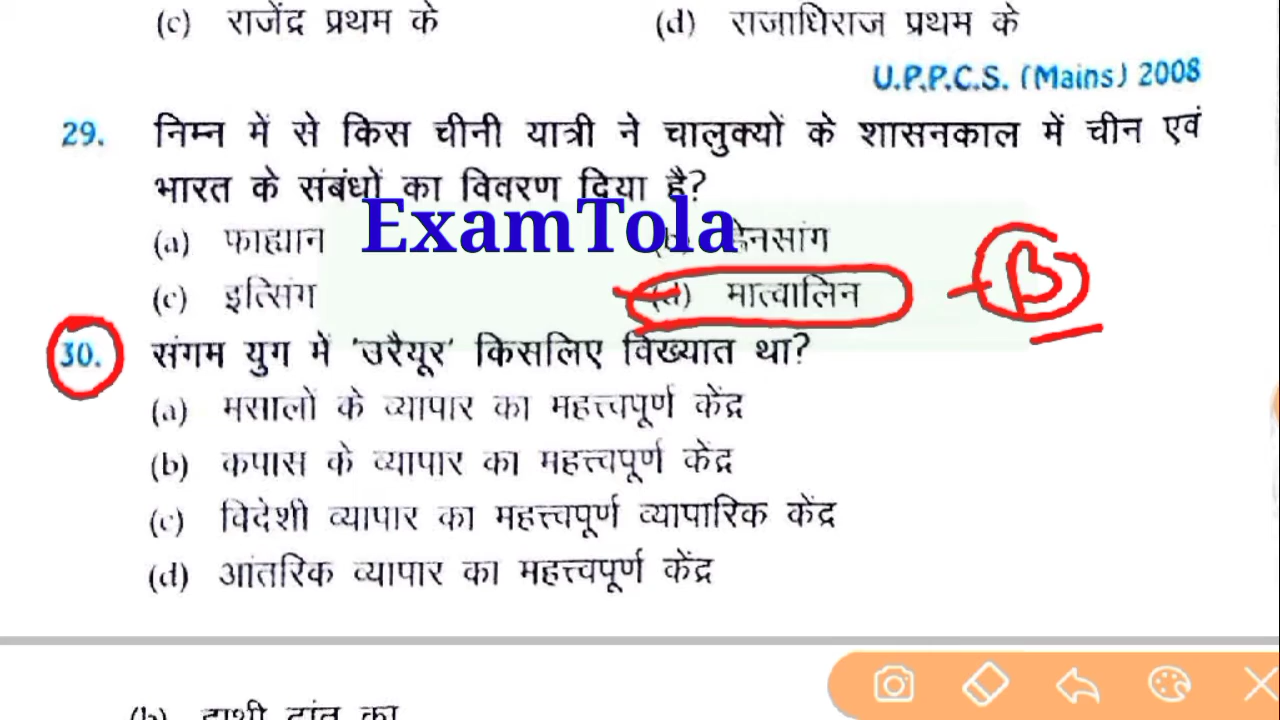 (c) राजेंद्र प्रथम के (d) राजाधिराज प्रथम के
U.P.P.C.S. (Mains) 2008
29. निम्न में से किस चीनी यात्री ने चालुक्यों के शासनकाल में चीन एवं
भारत के संबंधों का विवरण दिया है?
ExamTola
(a) फाह्यान (b)
(c) इत्सिंग (d) मात्वालिन
B
30. संगम युग में 'उरैयूर' किसलिए विख्यात था?
(a) मसालों के व्यापार का महत्त्वपूर्ण केंद्र
(b) कपास के व्यापार का महत्त्वपूर्ण केंद्र
(c) विदेशी व्यापार का महत्त्वपूर्ण व्यापारिक केंद्र
(d) आंतरिक व्यापार का महत्त्वपूर्ण केंद्र
(b) हाथी दांत का